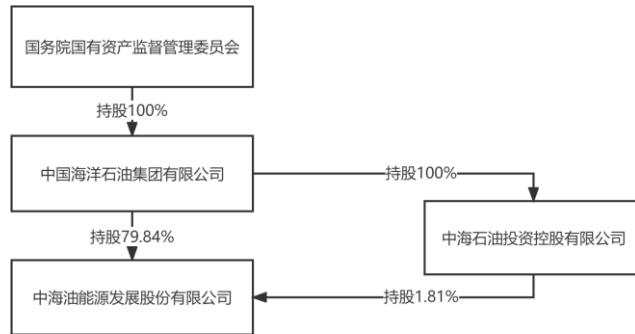 国务院国有资产监督管理委员会
持股100%
中国海洋石油集团有限公司
持股100%
持股79.84%
中海石油投资控股有限公司
中海油能源发展股份有限公司
持股1.81%